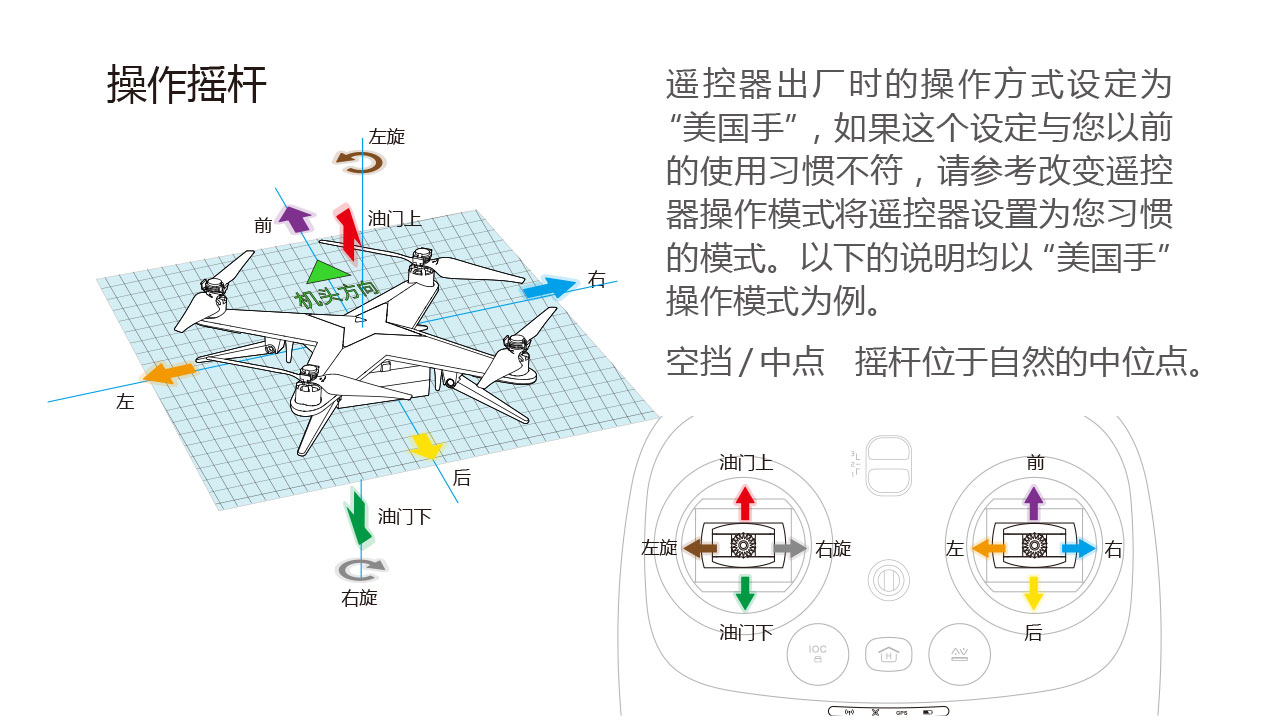 操作摇杆
遥控器出厂时的操作方式设定为
“美国手”，如果这个设定与您以前
的使用习惯不符，请参考改变遥控
器操作模式将遥控器设置为您习惯
的模式。以下的说明均以“美国手”
操作模式为例。
空挡 / 中点 摇杆位于自然的中位点。
左旋
前
油门上
右
机头方向
左
后
油门下
右旋
油门上
左旋
右旋
油门下
前
左
右
后
3
2
1
IOC
H
GPS